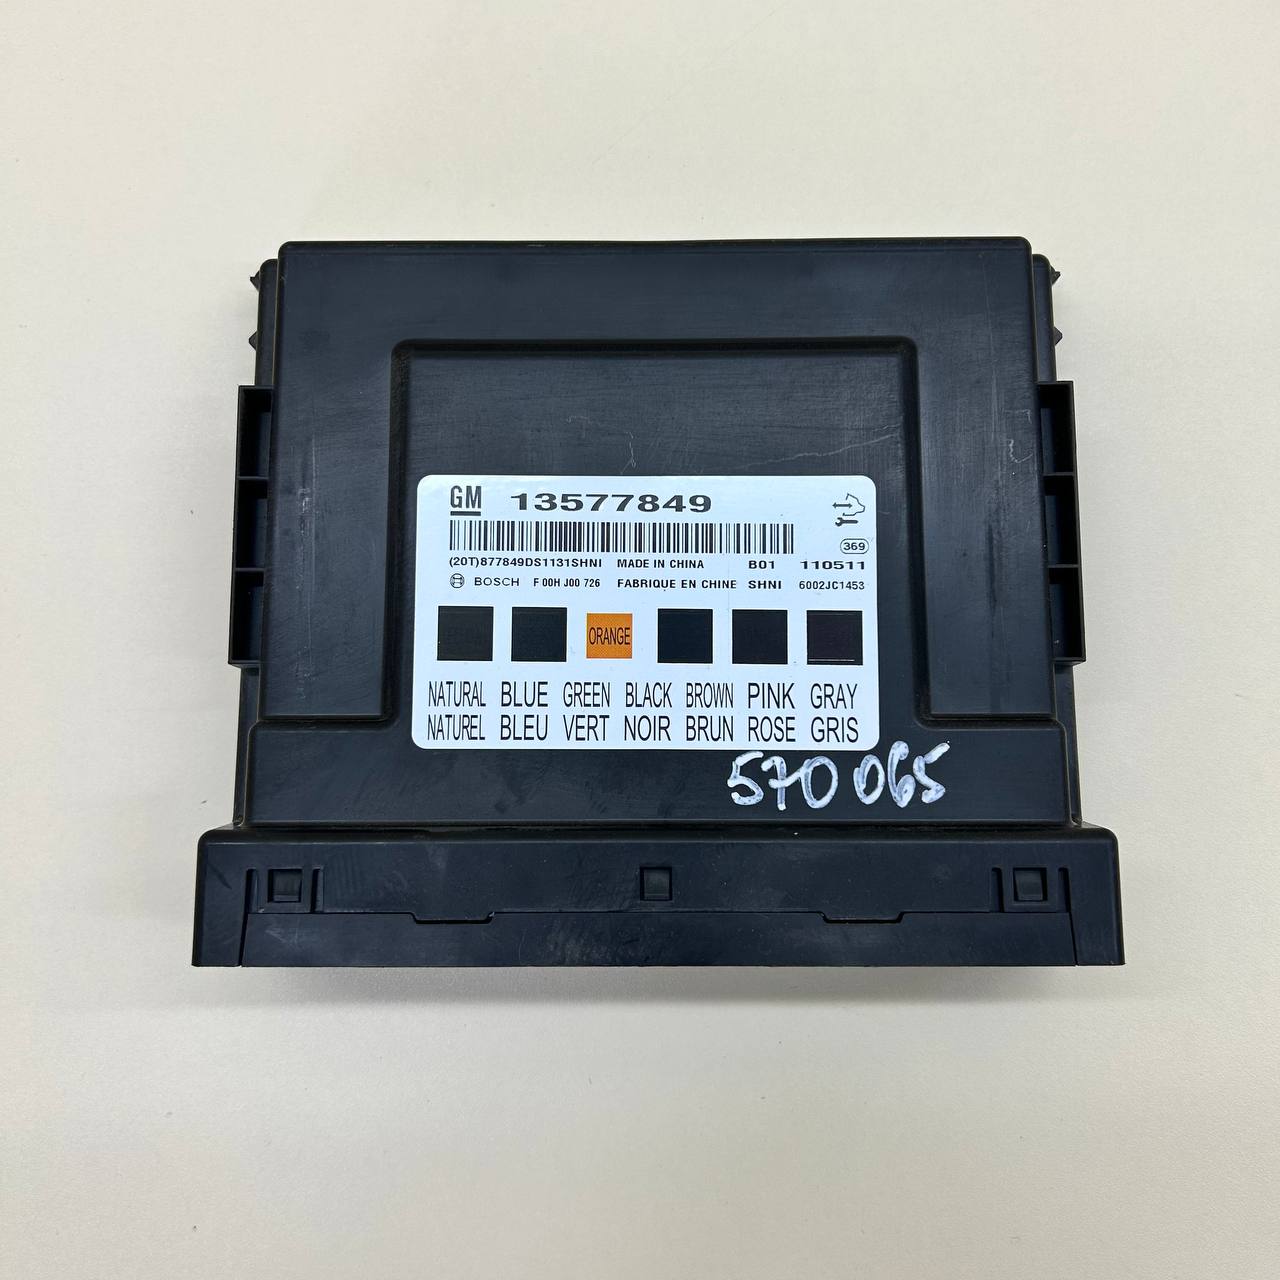 GM 13577849
369
(20T)877849DS1131SHNI MADE IN CHINA B01 110511
BOSCH F 00H J00 726 FABRIQUE EN CHINE SHNI 6002JC1453
ORANGE
NATURAL BLUE GREEN BLACK BROWN PINK GRAY
NATUREL BLEU VERT NOIR BRUN ROSE GRIS
570 065